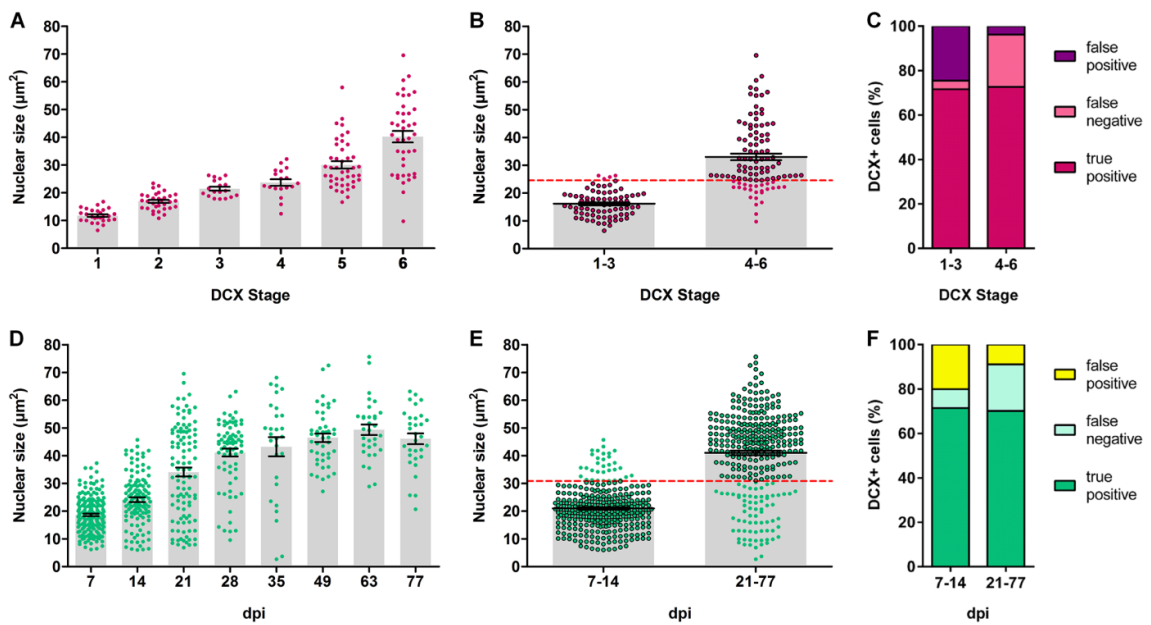 A
Nuclear size (µm²)
80
70
60
50
40
30
20
10
0
1 2 3 4 5 6
DCX Stage
B
Nuclear size (µm²)
80
70
60
50
40
30
20
10
0
1-3 4-6
DCX Stage
C
DCX+ cells (%)
100
80
60
40
20
0
1-3 4-6
DCX Stage
false
positive
false
negative
true
positive
D
Nuclear size (µm²)
80
70
60
50
40
30
20
10
0
7 14 21 28 35 49 63 77
dpi
E
Nuclear size (µm²)
80
70
60
50
40
30
20
10
0
7-14 21-77
dpi
F
DCX+ cells (%)
100
80
60
40
20
0
7-14 21-77
dpi
false
positive
false
negative
true
positive